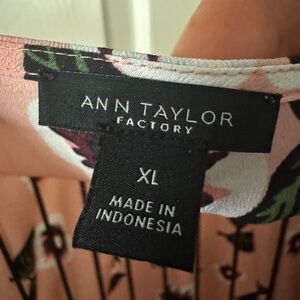 ANN TAYLOR
FACTORY
XL
MADE IN
INDONESIA